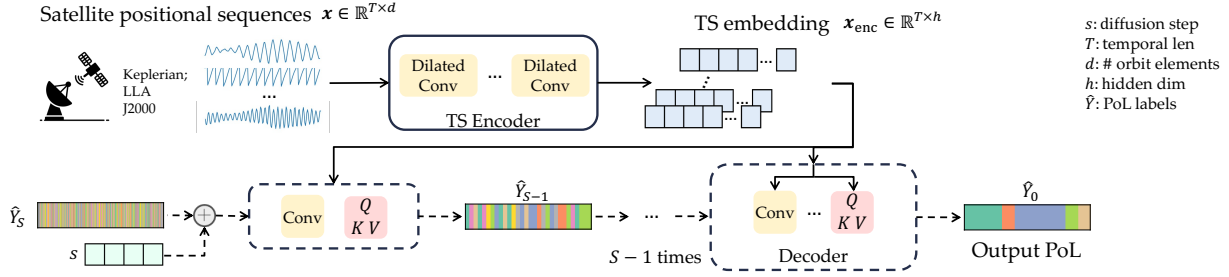 Satellite positional sequences x ∈ ℝ^{T×d}
Keplerian;
LLA
J2000
...
Dilated Conv ... Dilated Conv
TS Encoder
TS embedding x_enc ∈ ℝ^{T×h}
...
...
...
s: diffusion step
T: temporal len
d: # orbit elements
h: hidden dim
Ŷ: PoL labels
Ŷ_S
s
+
Conv
Q
K V
Ŷ_{S−1}
...
S − 1 times
Conv ... Q
K V
Decoder
Ŷ_0
Output PoL